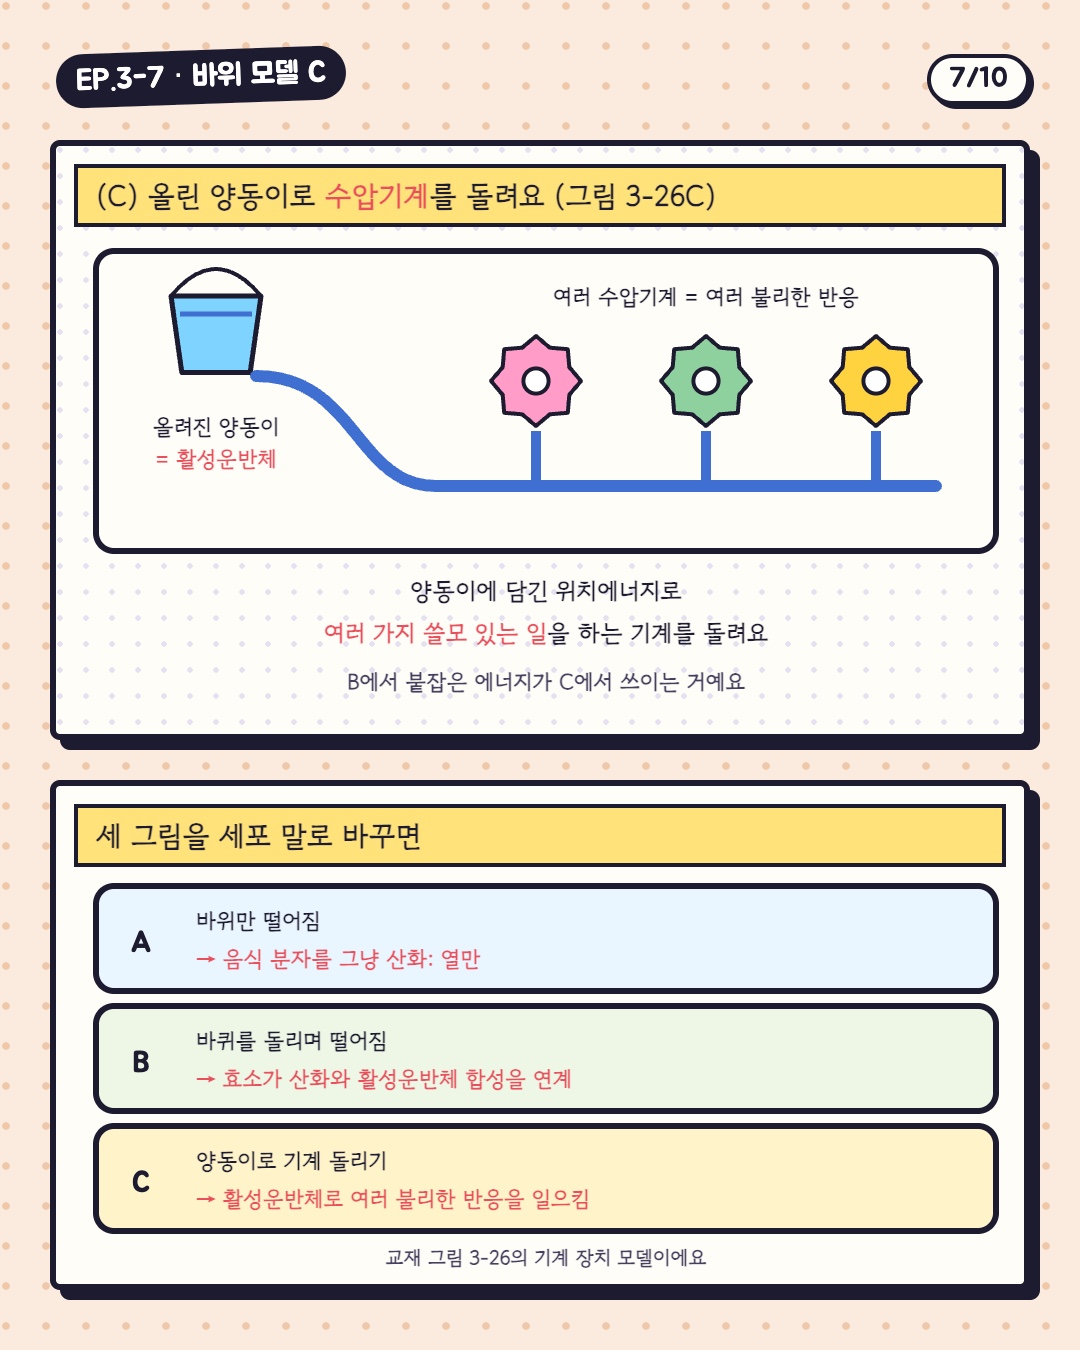 EP.3-7 · 바위 모델 C
7/10
(C) 올린 양동이로 수압기계를 돌려요 (그림 3-26C)
여러 수압기계 = 여러 불리한 반응
올려진 양동이
= 활성운반체
양동이에 담긴 위치에너지로
여러 가지 쓸모 있는 일을 하는 기계를 돌려요
B에서 붙잡은 에너지가 C에서 쓰이는 거예요
세 그림을 세포 말로 바꾸면
A
바위만 떨어짐
→ 음식 분자를 그냥 산화: 열만
B
바퀴를 돌리며 떨어짐
→ 효소가 산화와 활성운반체 합성을 연계
C
양동이로 기계 돌리기
→ 활성운반체로 여러 불리한 반응을 일으킴
교재 그림 3-26의 기계 장치 모델이에요